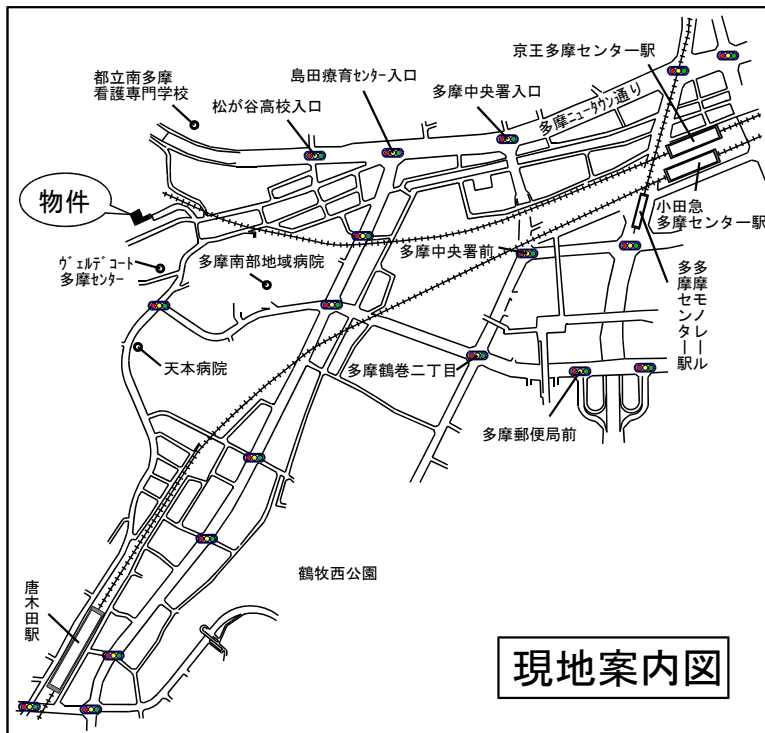 京王多摩センター駅
都立南多摩
看護専門学校
島田療育ｾﾝﾀｰ入口
多摩中央署入口
松が谷高校入口
多摩ﾆｭｰﾀｳﾝ通り
物件
小田急
多摩センター駅
多摩中央署前
ｳﾞｪﾙﾃﾞｺｰﾄ
多摩ｾﾝﾀｰ
多摩南部地域病院
多摩モノレール
多摩センター駅
天本病院
多摩鶴巻二丁目
多摩郵便局前
鶴牧西公園
唐木田駅
現地案内図